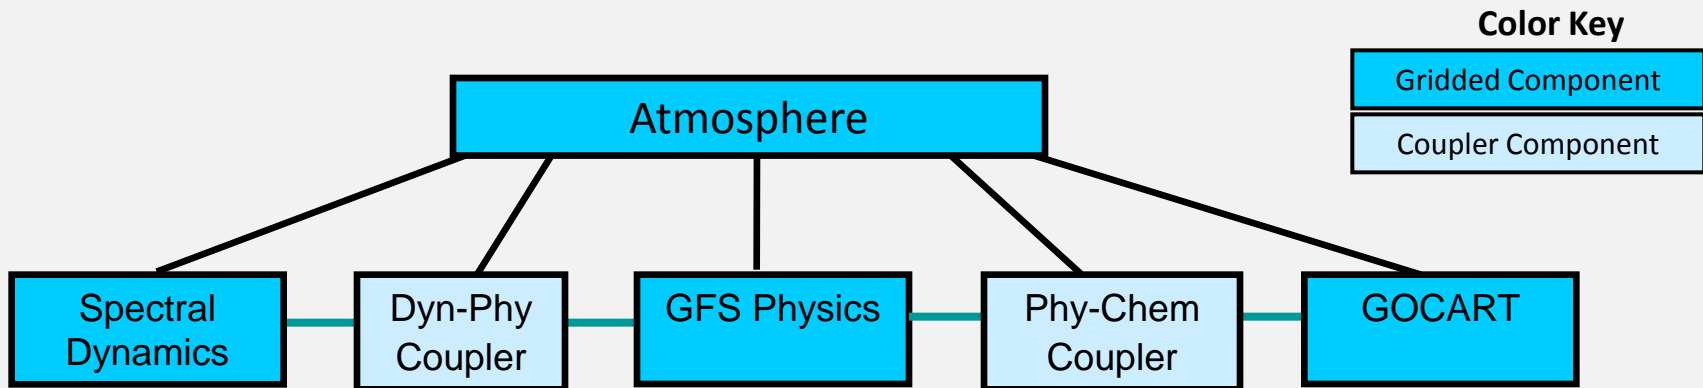 Color Key
Gridded Component
Coupler Component
Atmosphere
Spectral
Dynamics
Dyn-Phy
Coupler
GFS Physics
Phy-Chem
Coupler
GOCART